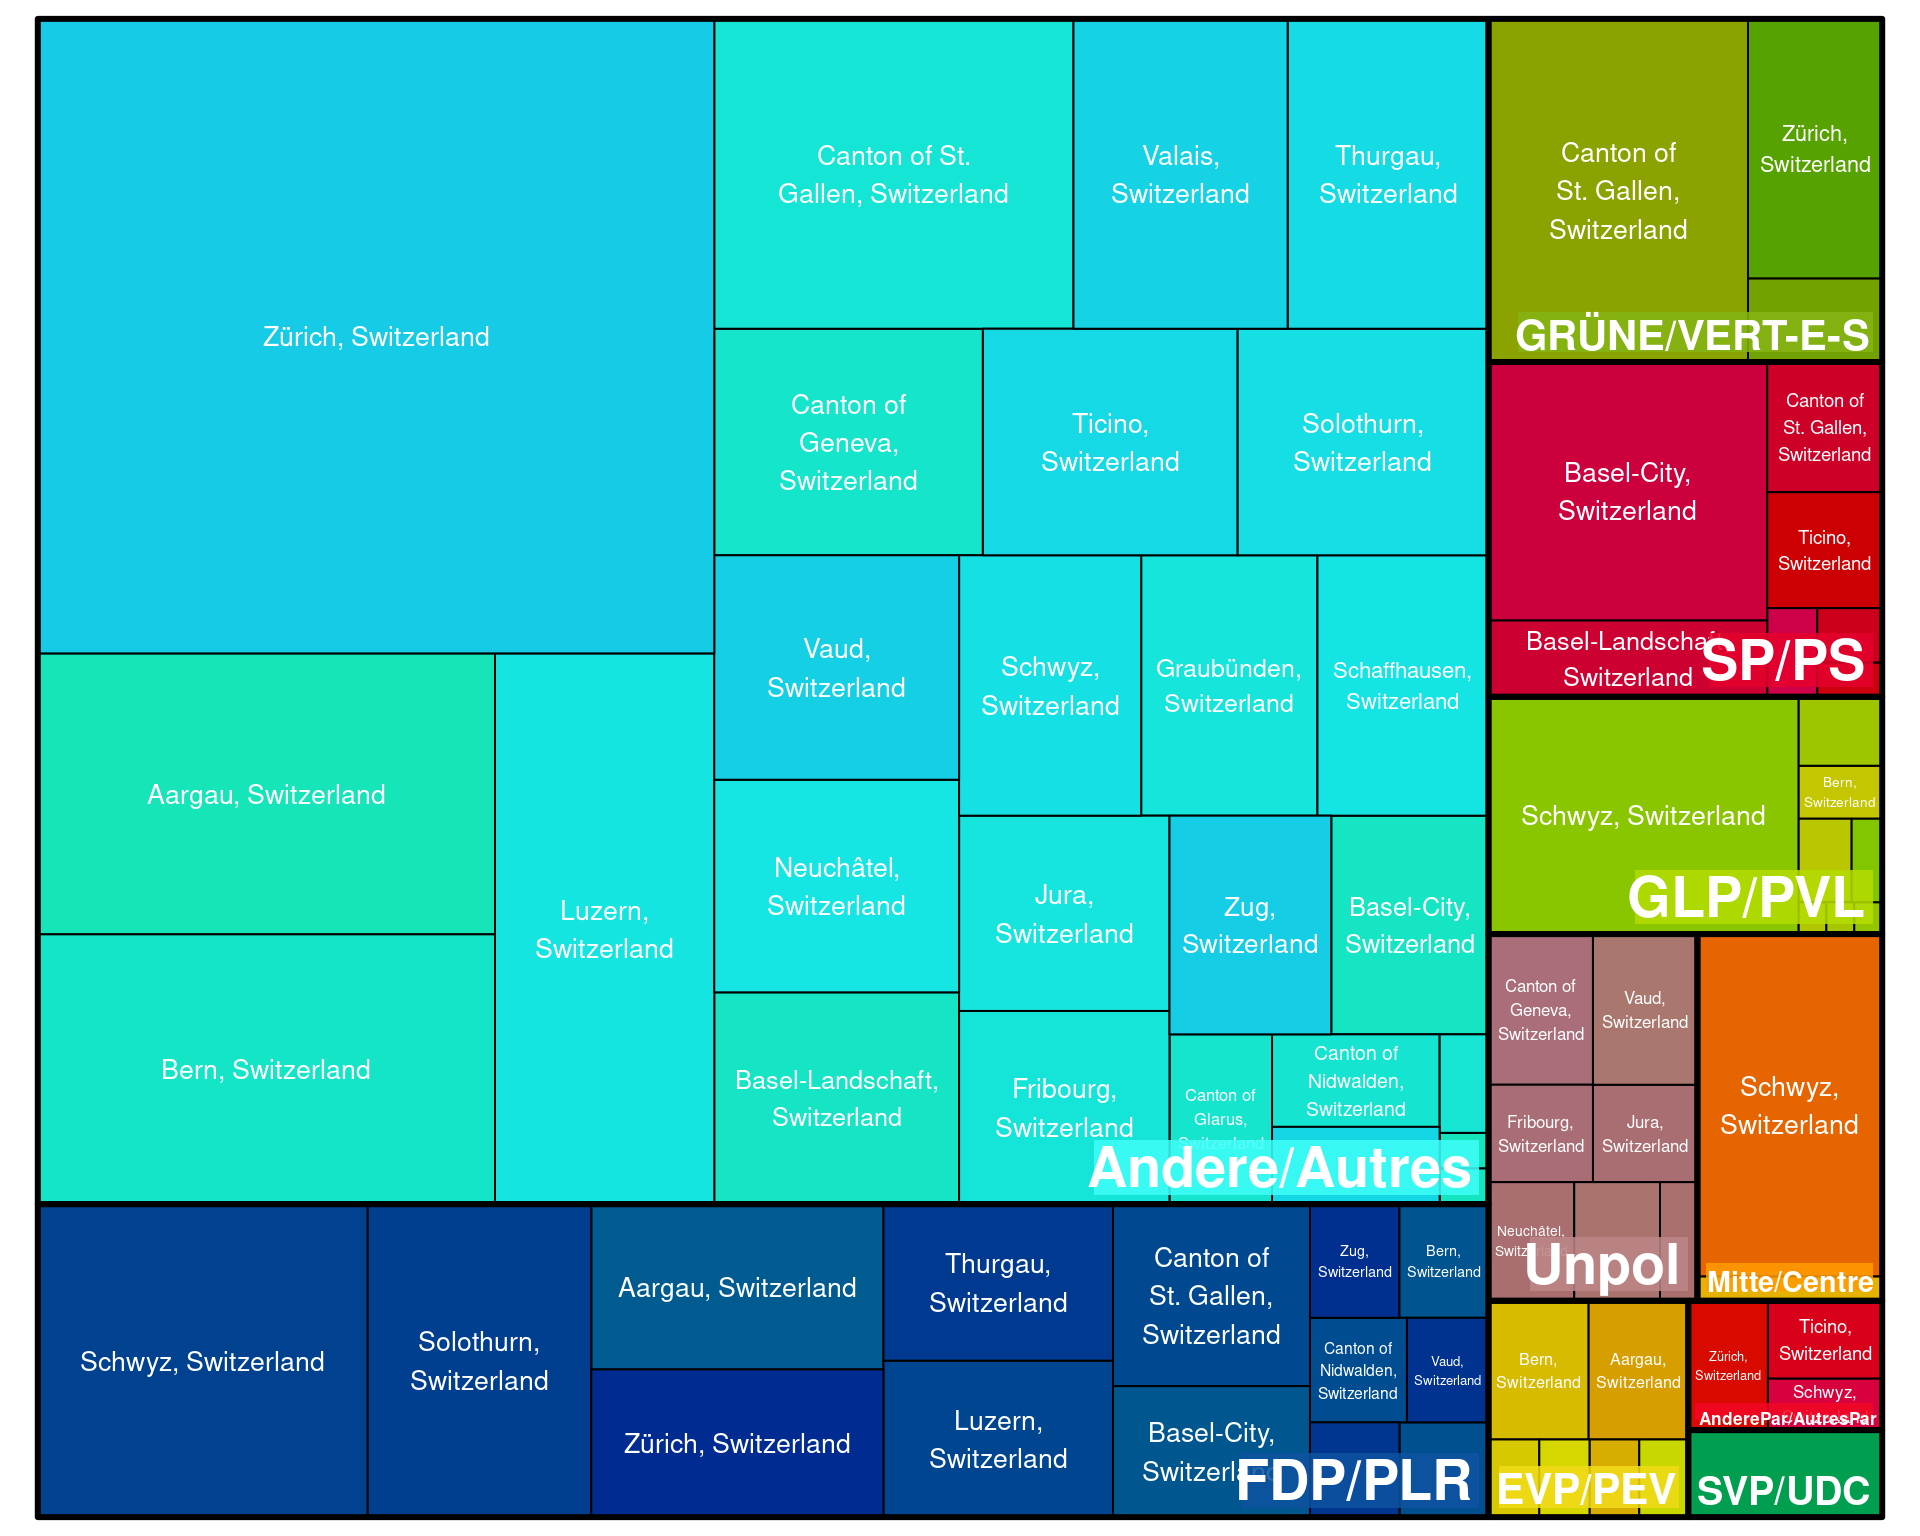 Zürich, Switzerland
Canton of St.
Gallen, Switzerland
Valais,
Switzerland
Thurgau,
Switzerland
Canton of
Geneva,
Switzerland
Ticino,
Switzerland
Solothurn,
Switzerland
Vaud,
Switzerland
Schwyz,
Switzerland
Graubünden,
Switzerland
Schaffhausen,
Switzerland
Aargau, Switzerland
Bern, Switzerland
Luzern,
Switzerland
Neuchâtel,
Switzerland
Basel-Landschaft,
Switzerland
Jura,
Switzerland
Fribourg,
Switzerland
Zug,
Switzerland
Basel-City,
Switzerland
Canton of
Glarus,
Switzerland
Canton of
Nidwalden,
Switzerland
Andere/Autres
Schwyz, Switzerland
Solothurn,
Switzerland
Aargau, Switzerland
Zürich, Switzerland
Thurgau,
Switzerland
Luzern,
Switzerland
Canton of
St. Gallen,
Switzerland
Basel-City,
Switzerland
Zug,
Switzerland
Bern,
Switzerland
Canton of
Nidwalden,
Switzerland
Vaud,
Switzerland
FDP/PLR
Canton of
St. Gallen,
Switzerland
Zürich,
Switzerland
GRÜNE/VERT-E-S
Basel-City,
Switzerland
Canton of
St. Gallen,
Switzerland
Ticino,
Switzerland
Basel-Landschaft,
Switzerland
SP/PS
Schwyz, Switzerland
Bern,
Switzerland
GLP/PVL
Canton of
Geneva,
Switzerland
Vaud,
Switzerland
Fribourg,
Switzerland
Jura,
Switzerland
Neuchâtel,
Switzerland
Unpol
Schwyz,
Switzerland
Mitte/Centre
Bern,
Switzerland
Aargau,
Switzerland
EVP/PEV
Zürich,
Switzerland
Ticino,
Switzerland
Schwyz,
AnderePar/AutresPar
SVP/UDC